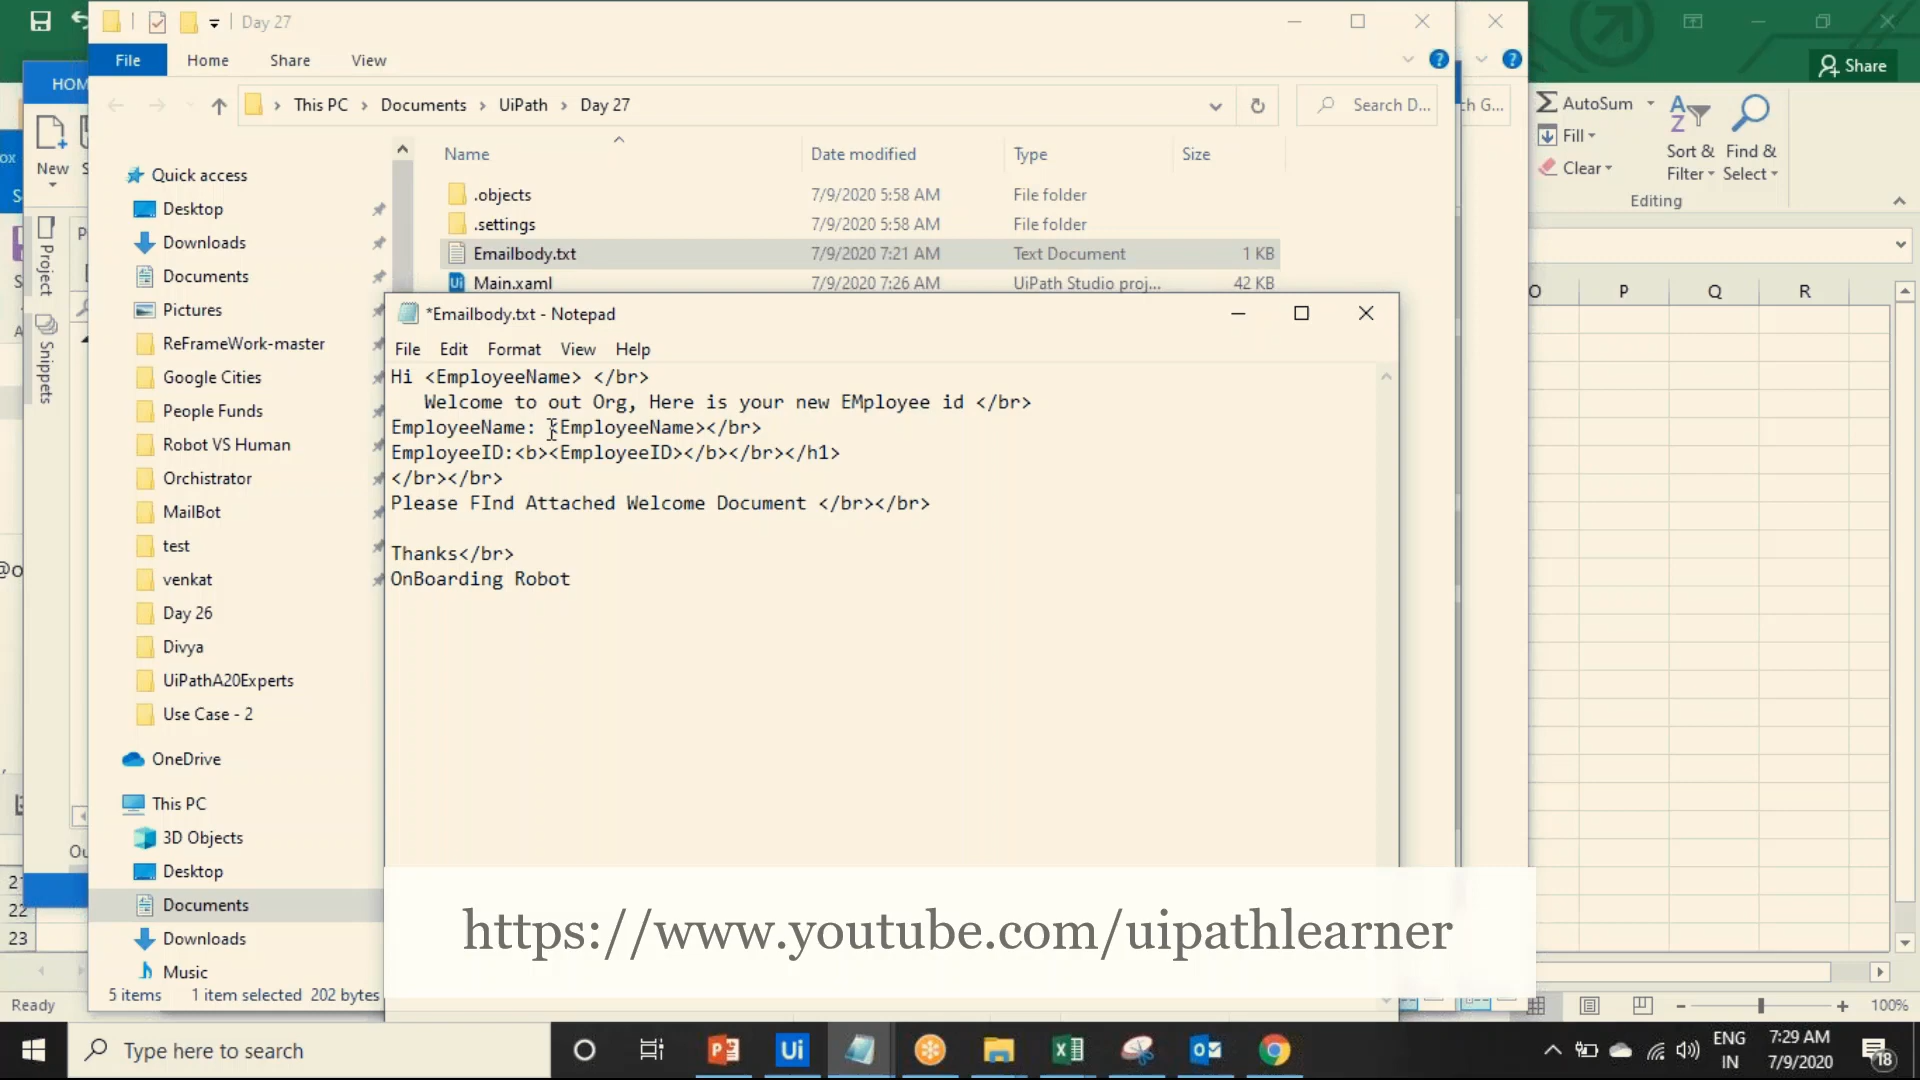 Day 27
File
Home
Share
View
Share
HOM
This PC > Documents > UiPath > Day 27
Search D...
ch G...
AutoSum
Fill
Clear
Sort &
Filter
Find &
Select
Editing
New
Name
Date modified
Type
Size
Quick access
Desktop
Downloads
Documents
Pictures
ReFrameWork-master
Google Cities
People Funds
Robot VS Human
Orchistrator
MailBot
test
venkat
Day 26
Divya
UiPathA20Experts
Use Case - 2
OneDrive
This PC
3D Objects
Desktop
Documents
Downloads
Music
5 items 1 item selected 202 bytes
Project
Snippets
.objects 7/9/2020 5:58 AM File folder
.settings 7/9/2020 5:58 AM File folder
Emailbody.txt 7/9/2020 7:21 AM Text Document 1 KB
Main.xaml 7/9/2020 7:26 AM UiPath Studio proj... 42 KB
O P Q R
*Emailbody.txt - Notepad
File Edit Format View Help
Hi <EmployeeName> </br>
Welcome to out Org, Here is your new EMployee id </br>
EmployeeName: <EmployeeName></br>
EmployeeID:<b><EmployeeID></b></br></h1>
</br></br>
Please FInd Attached Welcome Document </br></br>
Thanks</br>
OnBoarding Robot
https://www.youtube.com/uipathlearner
22
23
Ready
100%
Type here to search
ENG
IN
7:29 AM
7/9/2020
18